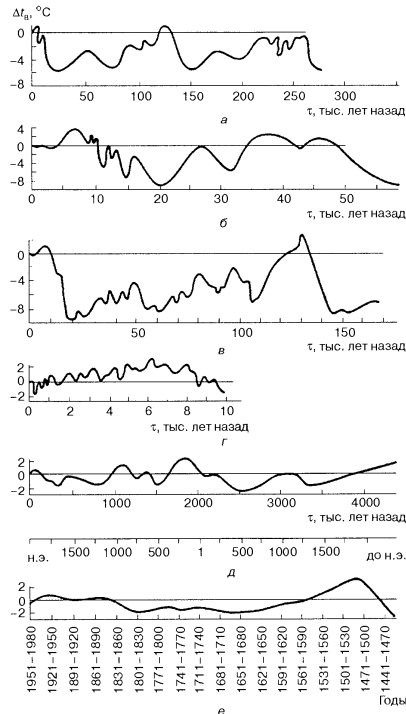 Δtв, °C
0
−4
−8
0 50 100 150 200 250 300
τ, тыс. лет назад
а
4
0
−4
−8
0 10 20 30 40 50
τ, тыс. лет назад
б
0
−4
−8
0 50 100 150
τ, тыс. лет назад
в
2
0
−2
0 2 4 6 8 10
τ, тыс. лет назад
г
2
0
−2
0 1000 2000 3000 4000
τ, тыс. лет назад
н.э. 1500 1000 500 1 500 1000 1500 до н.э.
д
2
0
−2
1951−1980
1921−1950
1891−1920
1861−1890
1831−1860
1801−1830
1771−1800
1741−1770
1711−1740
1681−1710
1651−1680
1621−1650
1591−1620
1561−1590
1531−1560
1501−1530
1471−1500
1441−1470
Годы
е